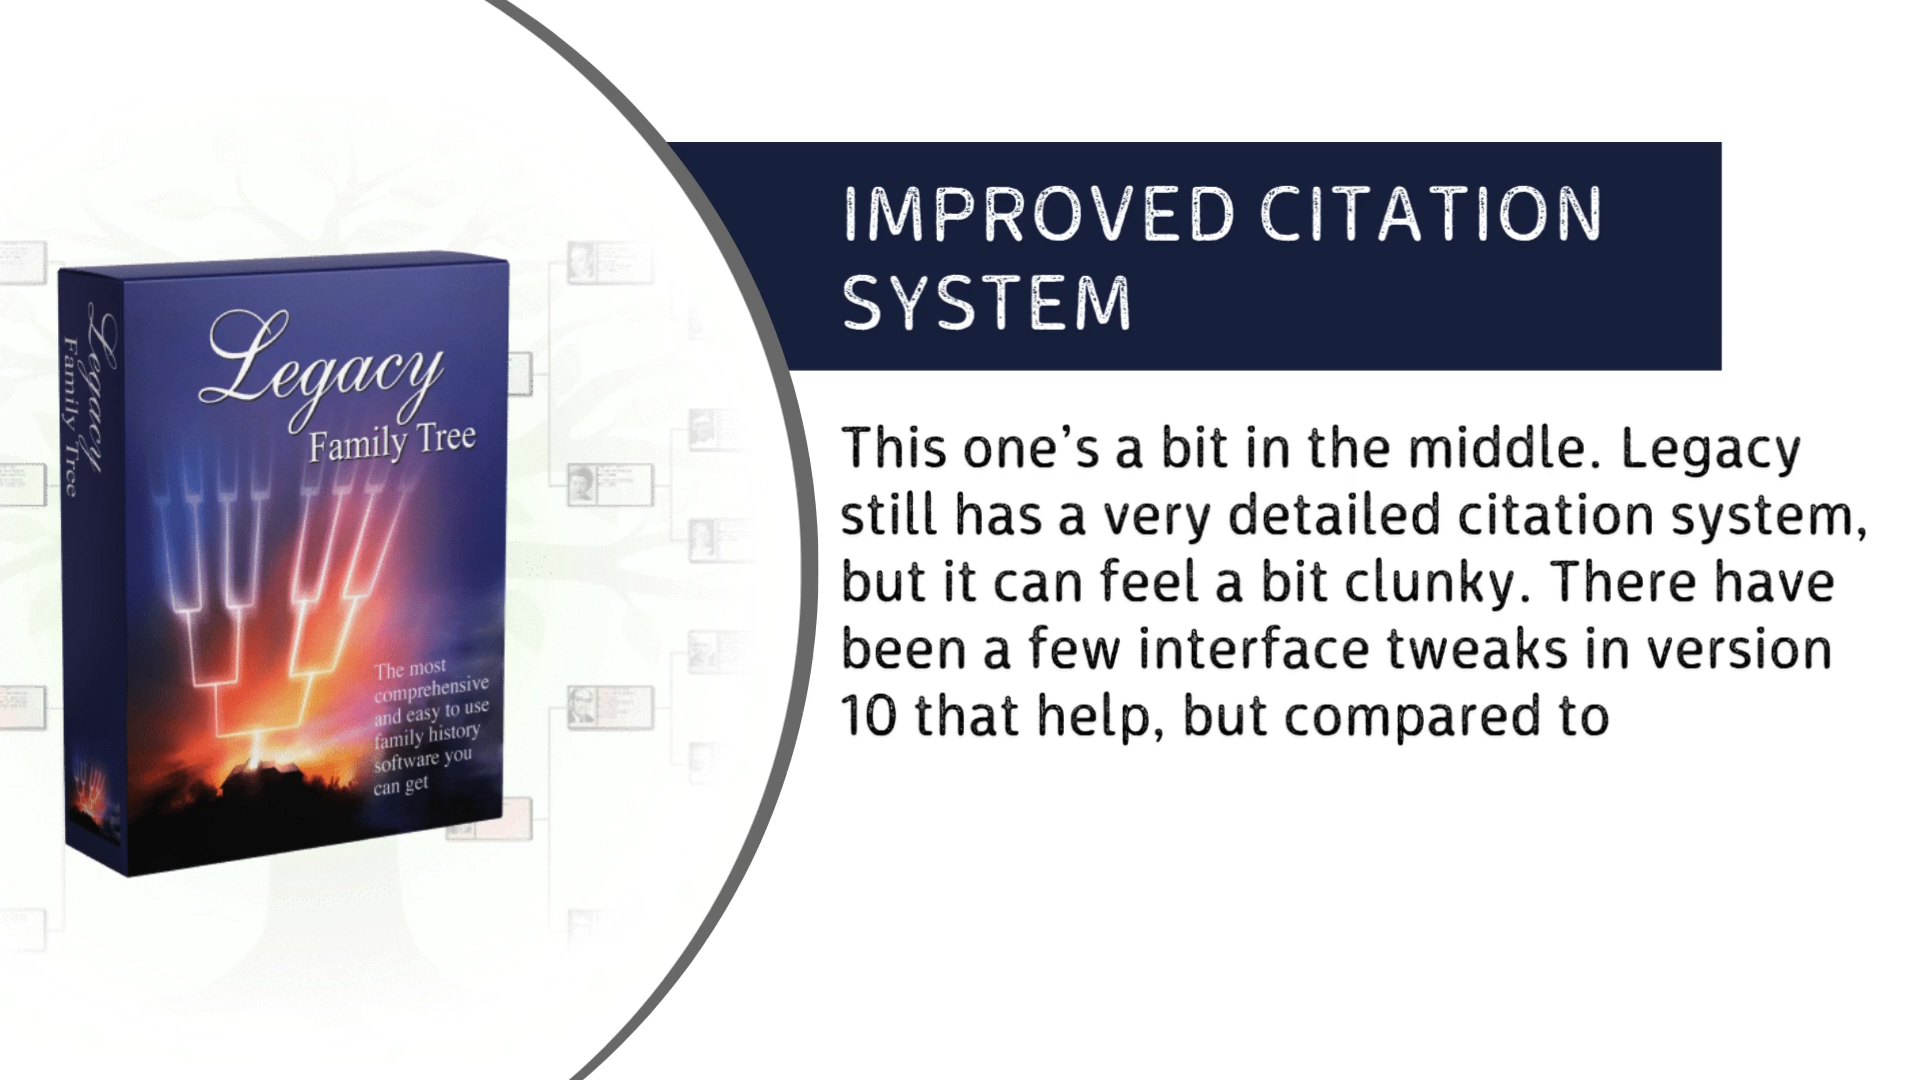 Legacy
Family Tree
Legacy
Family Tree
The most
comprehensive
and easy to use
family history
software you
can get
IMPROVED CITATION
SYSTEM
This one’s a bit in the middle. Legacy
still has a very detailed citation system,
but it can feel a bit clunky. There have
been a few interface tweaks in version
10 that help, but compared to